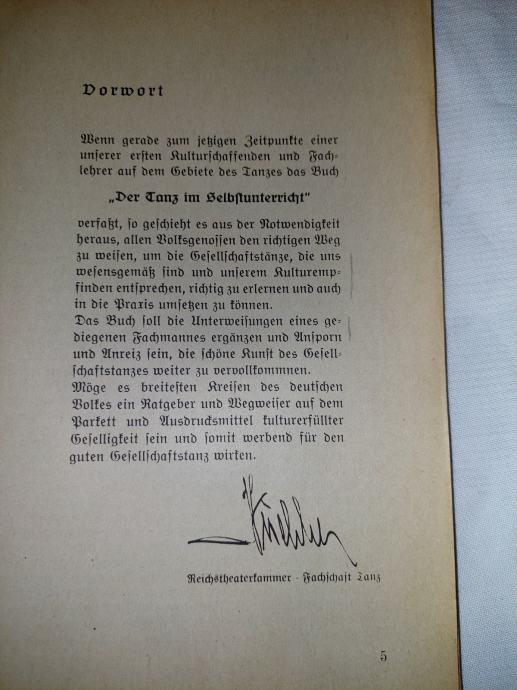 Vorwort
Wenn gerade zum jetzigen Zeitpunkte einer
unserer ersten Kulturschaffenden und Fach-
lehrer auf dem Gebiete des Tanzes das Buch
„Der Tanz im Selbstunterricht“
verfaßt, so geschieht es aus der Notwendigkeit
heraus, allen Volksgenossen den richtigen Weg
zu weisen, um die Gesellschaftstänze, die uns
wesensgemäß sind und unserem Kulturemp-
finden entsprechen, richtig zu erlernen und auch
in die Praxis umsetzen zu können.
Das Buch soll die Unterweisungen eines ge-
diegenen Fachmannes ergänzen und Ansporn
und Anreiz sein, die schöne Kunst des Gesell-
schaftstanzes weiter zu vervollkommnen.
Möge es breitesten Kreisen des deutschen
Volkes ein Ratgeber und Wegweiser auf dem
Parkett und Ausdrucksmittel kulturerfüllter
Geselligkeit sein und somit werbend für den
guten Gesellschaftstanz wirken.
Reichstheaterkammer - Fachschaft Tanz
5